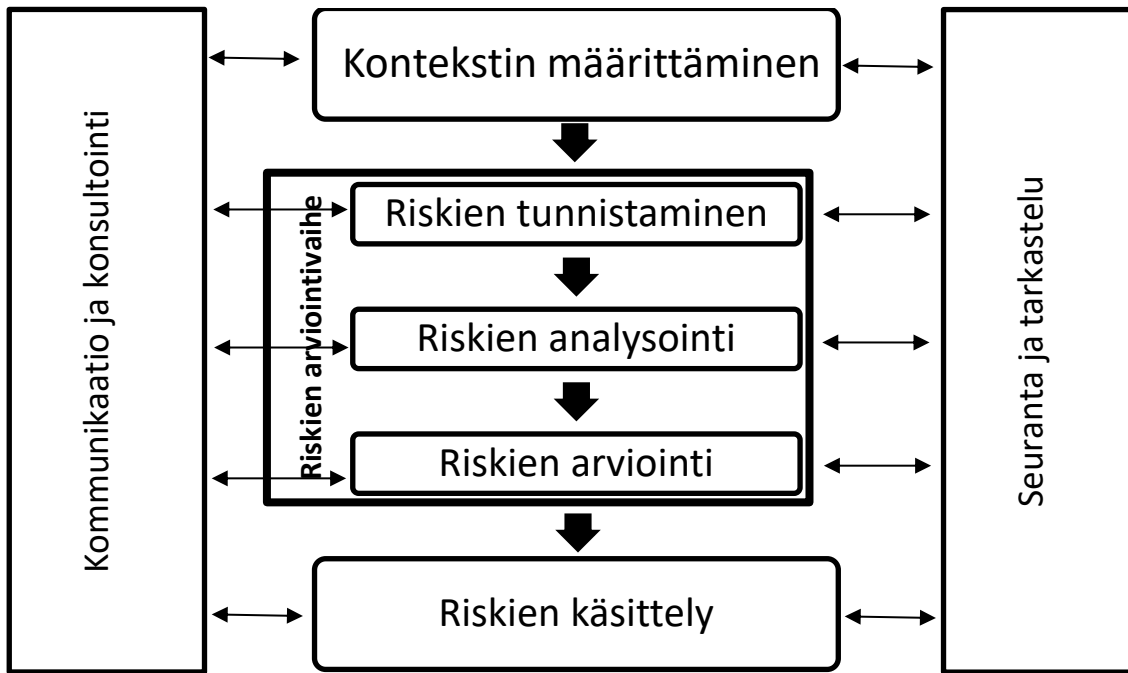 Kommunikaatio ja konsultointi
Kontekstin määrittäminen
Riskien arviointivaihe
Riskien tunnistaminen
Riskien analysointi
Riskien arviointi
Riskien käsittely
Seuranta ja tarkastelu